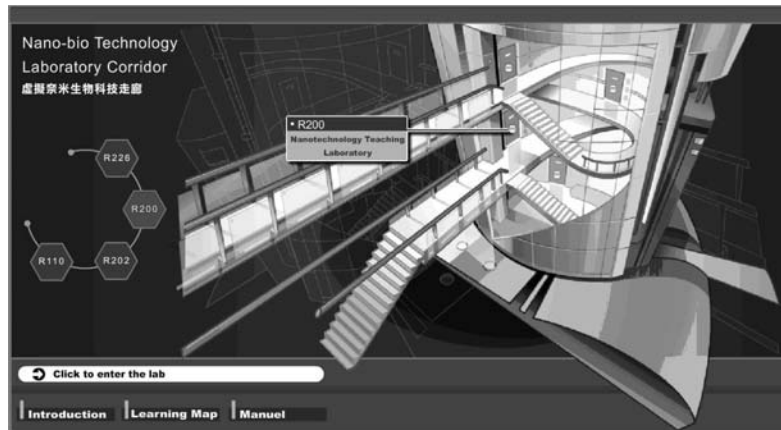 Nano-bio Technology
Laboratory Corridor
虛擬奈米生物科技走廊
R226
R200
R202
R110
• R200
Nanotechnology Teaching
Laboratory
Click to enter the lab
Introduction
Learning Map
Manuel